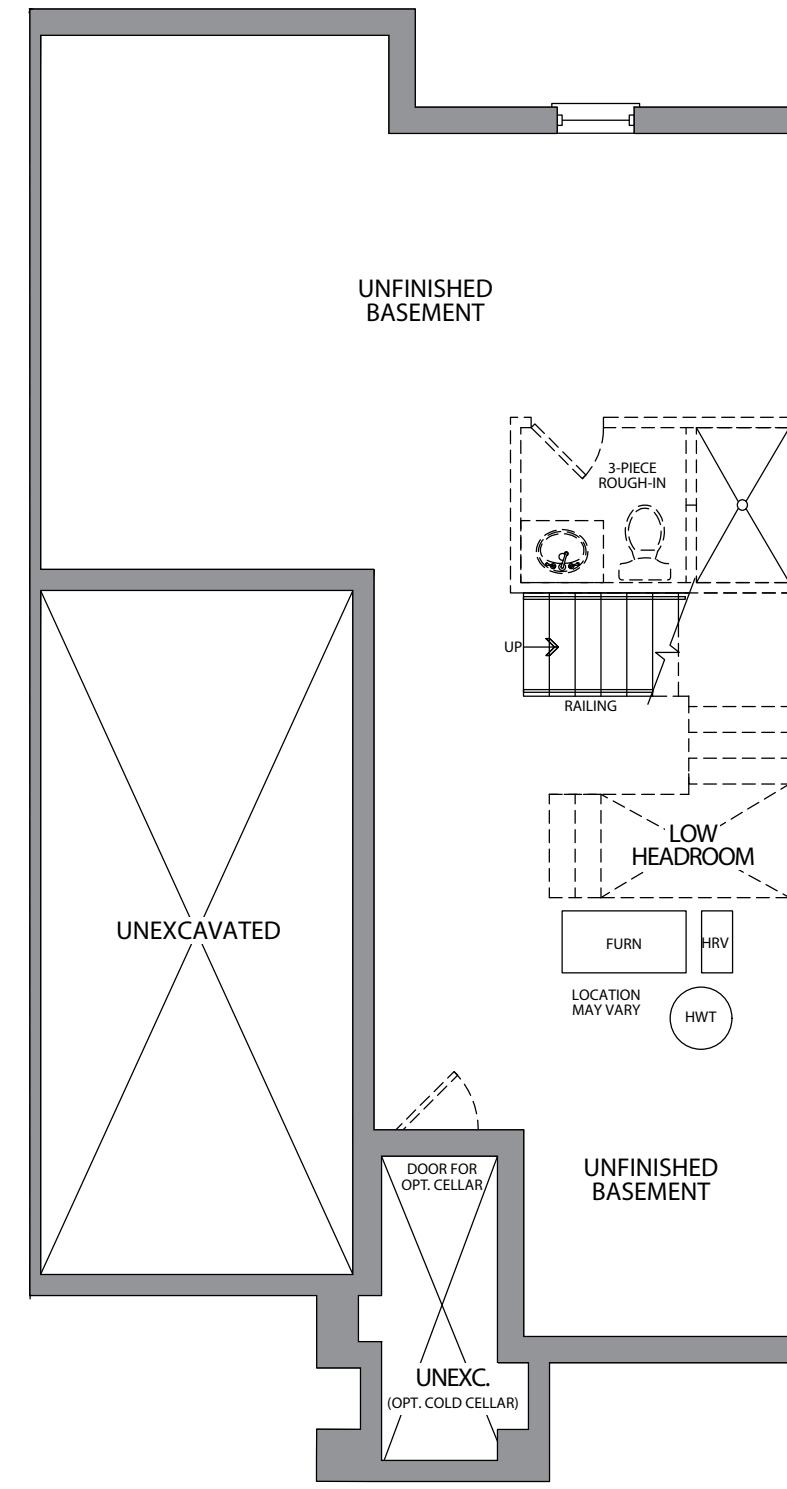 UNFINISHED
BASEMENT
3-PIECE
ROUGH-IN
UP
RAILING
LOW
HEADROOM
UNEXCAVATED
FURN
HRV
LOCATION
MAY VARY
HWT
DOOR FOR
OPT. CELLAR
UNFINISHED
BASEMENT
UNEXC.
(OPT. COLD CELLAR)